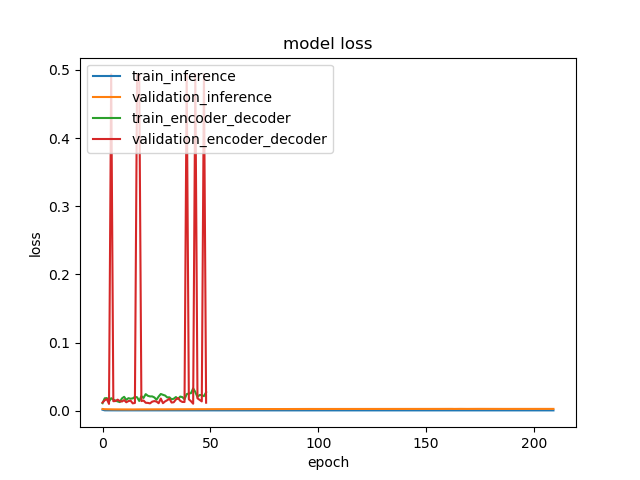 model loss
train_inference
validation_inference
train_encoder_decoder
validation_encoder_decoder
0.5
0.4
0.3
0.2
0.1
0.0
loss
0 50 100 150 200
epoch